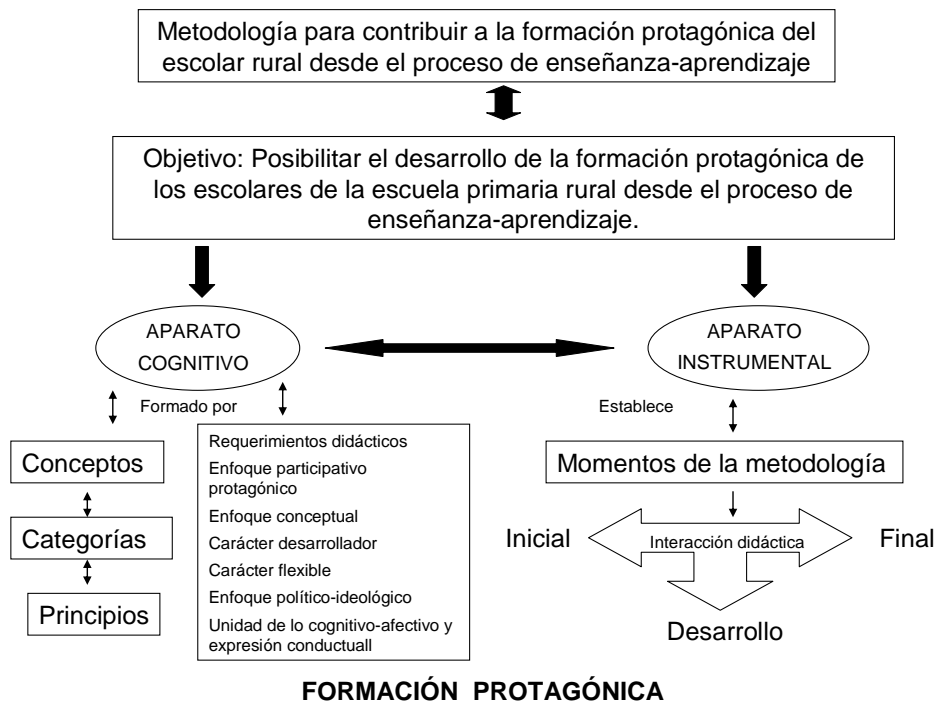 Metodología para contribuir a la formación protagónica del
escolar rural desde el proceso de enseñanza-aprendizaje
Objetivo: Posibilitar el desarrollo de la formación protagónica de
los escolares de la escuela primaria rural desde el proceso de
enseñanza-aprendizaje.
APARATO
COGNITIVO
APARATO
INSTRUMENTAL
Formado por
Establece
Conceptos
Categorías
Principios
Requerimientos didácticos
Enfoque participativo
protagónico
Enfoque conceptual
Carácter desarrollador
Carácter flexible
Enfoque político-ideológico
Unidad de lo cognitivo-afectivo y
expresión conductuall
Momentos de la metodología
Inicial
Interacción didáctica
Final
Desarrollo
FORMACIÓN PROTAGÓNICA